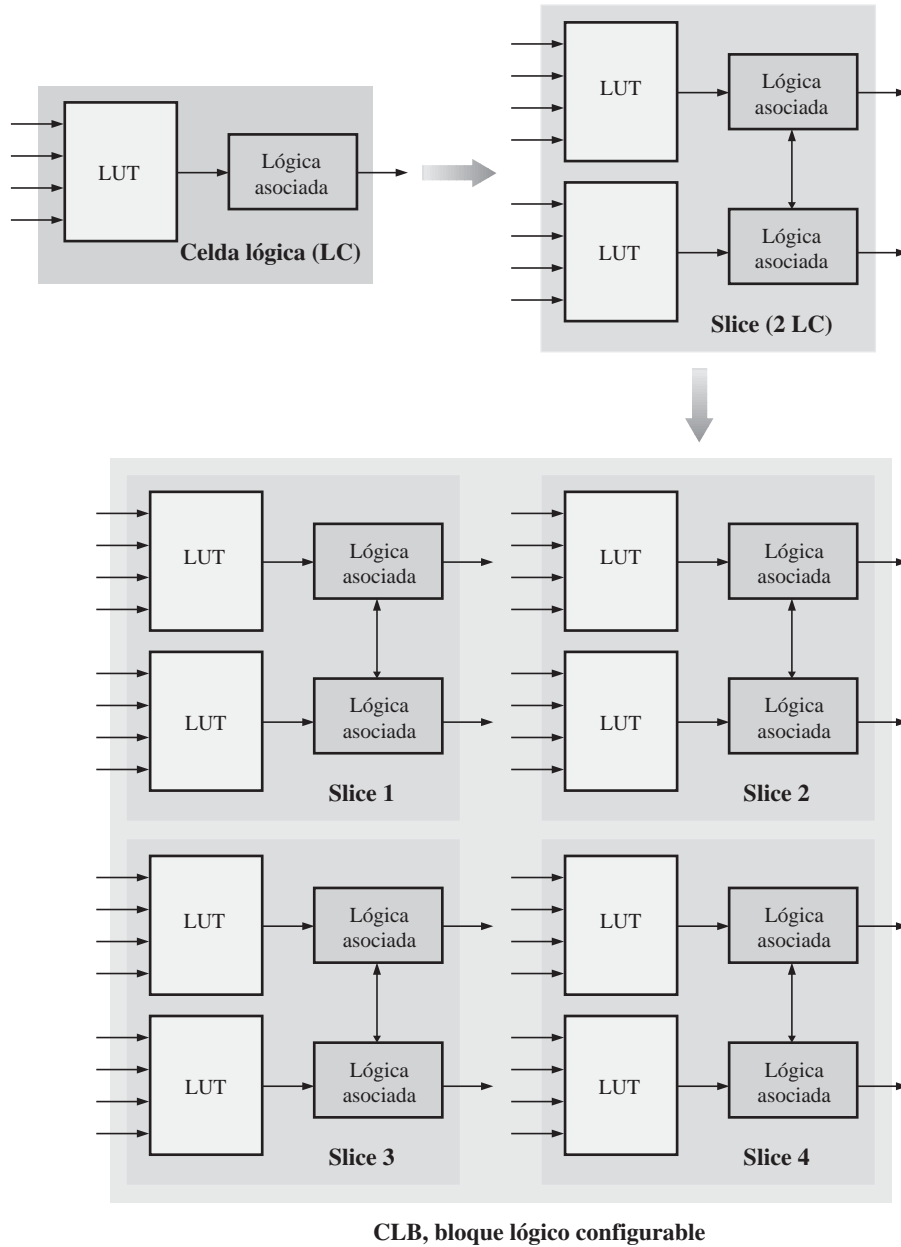 LUT
Lógica
asociada
Celda lógica (LC)
LUT
Lógica
asociada
LUT
Lógica
asociada
Slice (2 LC)
LUT
Lógica
asociada
LUT
Lógica
asociada
Slice 1
LUT
Lógica
asociada
LUT
Lógica
asociada
Slice 2
LUT
Lógica
asociada
LUT
Lógica
asociada
Slice 3
LUT
Lógica
asociada
LUT
Lógica
asociada
Slice 4
CLB, bloque lógico configurable